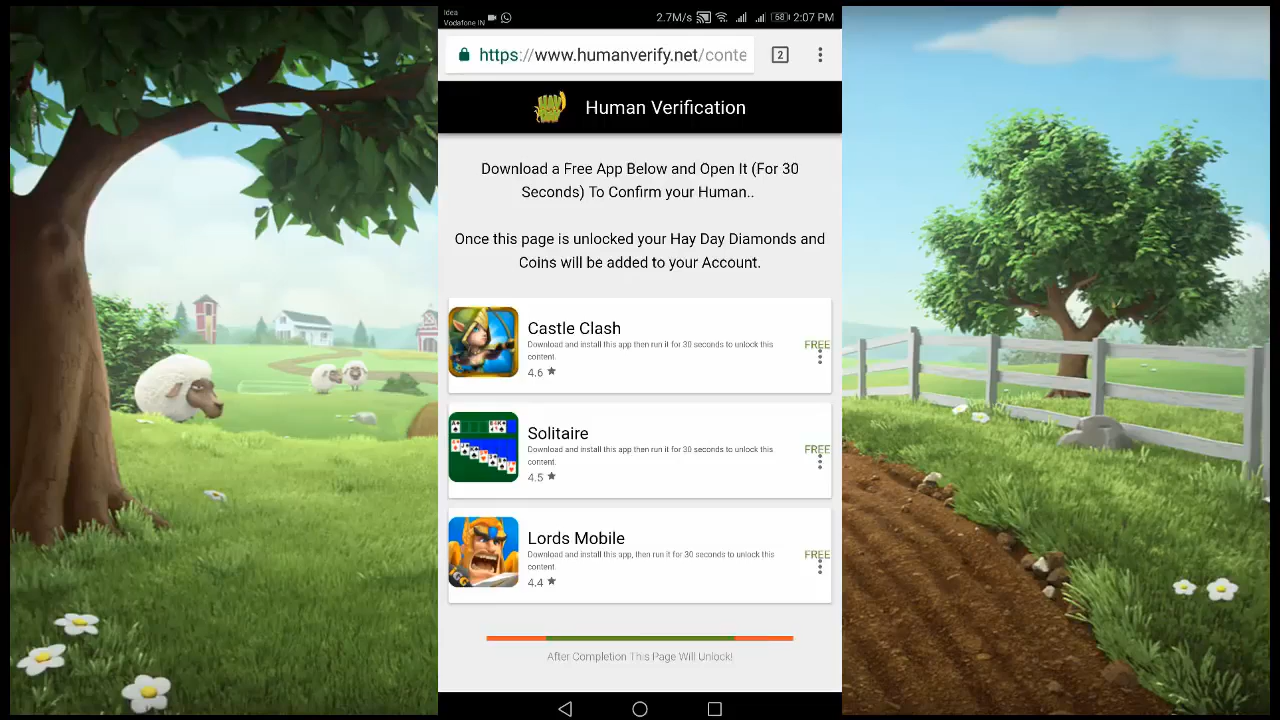 Idea
Vodafone IN
2.7M/s 68 2:07 PM
https://www.humanverify.net/conte
2
HAY DAY
Human Verification
Download a Free App Below and Open It (For 30
Seconds) To Confirm your Human..
Once this page is unlocked your Hay Day Diamonds and
Coins will be added to your Account.
Castle Clash
Download and install this app then run it for 30 seconds to unlock this
content.
FREE
4.6 ★
Solitaire
Download and install this app then run it for 30 seconds to unlock this
content.
FREE
4.5 ★
Lords Mobile
Download and install this app, then run it for 30 seconds to unlock this
content.
FREE
4.4 ★
IGG
After Completion This Page Will Unlock!